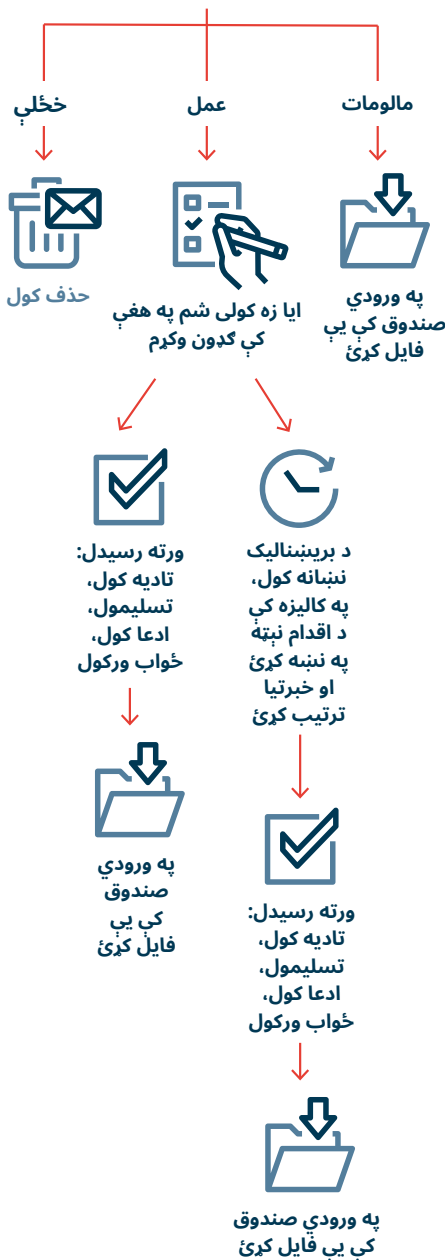 مالومات
عمل
خځلې
په ورودي
صندوق کې یې
فایل کړئ
ایا زه کولی شم په هغې
کې ګډون وکړم
حذف کول
د بریښنالیک
نښانه کول،
په کالیزه کې
د اقدام نېټه
په نښه کړئ
او خبرتیا
ترتیب کړئ
ورته رسیدل:
تادیه کول،
تسلیمول،
ادعا کول،
ځواب ورکول
په ورودي
صندوق
کې یې
فایل کړئ
ورته رسیدل:
تادیه کول،
تسلیمول،
ادعا کول،
ځواب ورکول
په ورودي صندوق
کې یې فایل کړئ